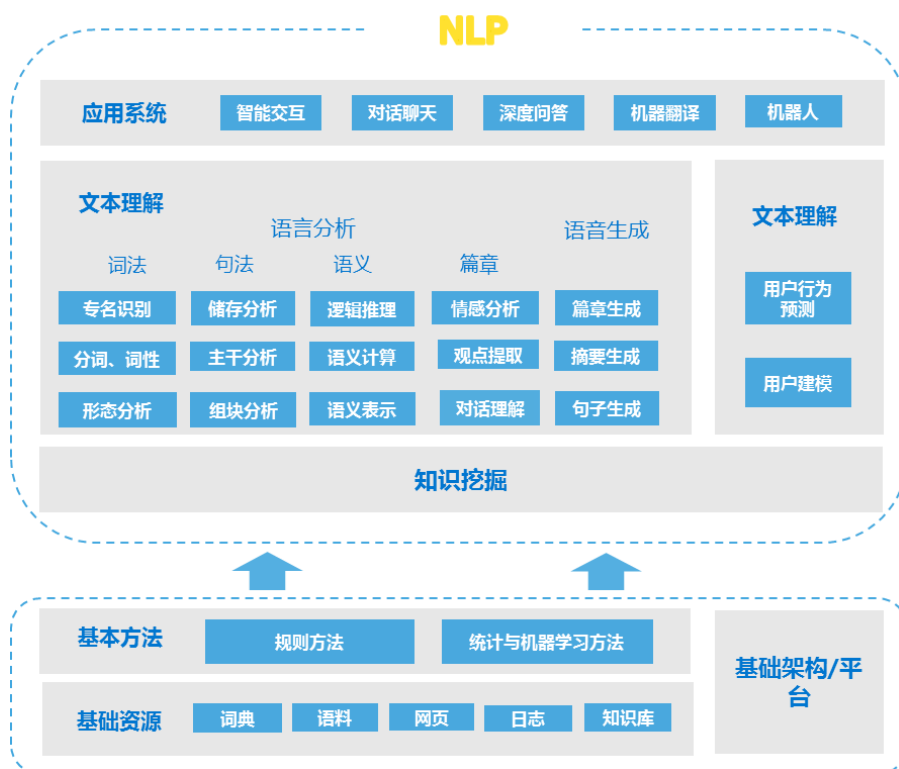 NLP
应用系统
智能交互
对话聊天
深度问答
机器翻译
机器人
文本理解
语言分析
语音生成
词法
句法
语义
篇章
专名识别
储存分析
逻辑推理
情感分析
篇章生成
分词、词性
主干分析
语义计算
观点提取
摘要生成
形态分析
组块分析
语义表示
对话理解
句子生成
文本理解
用户行为
预测
用户建模
知识挖掘
基本方法
规则方法
统计与机器学习方法
基础资源
词典
语料
网页
日志
知识库
基础架构/平
台